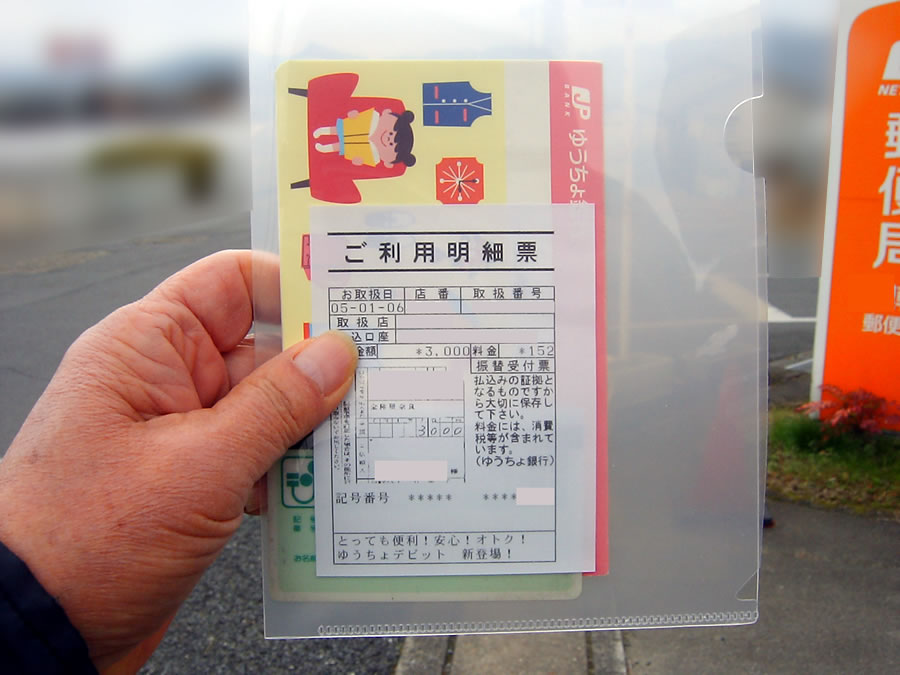 JP
BANK
ゆうちょ
ご利用明細票
お取扱日 店番 取扱番号
05-01-06
取扱店
込口座
金額 *3,000 料金 *152
振替受付票
払込みの証拠と
なるものですか
ら大切に保存し
て下さい。
料金には、消費
税等が含まれて
います。
(ゆうちょ銀行)
3000
様
記号番号 ***** ****
とっても便利!安心!オトク!
ゆうちょデビット 新登場!
郵便局
郵便